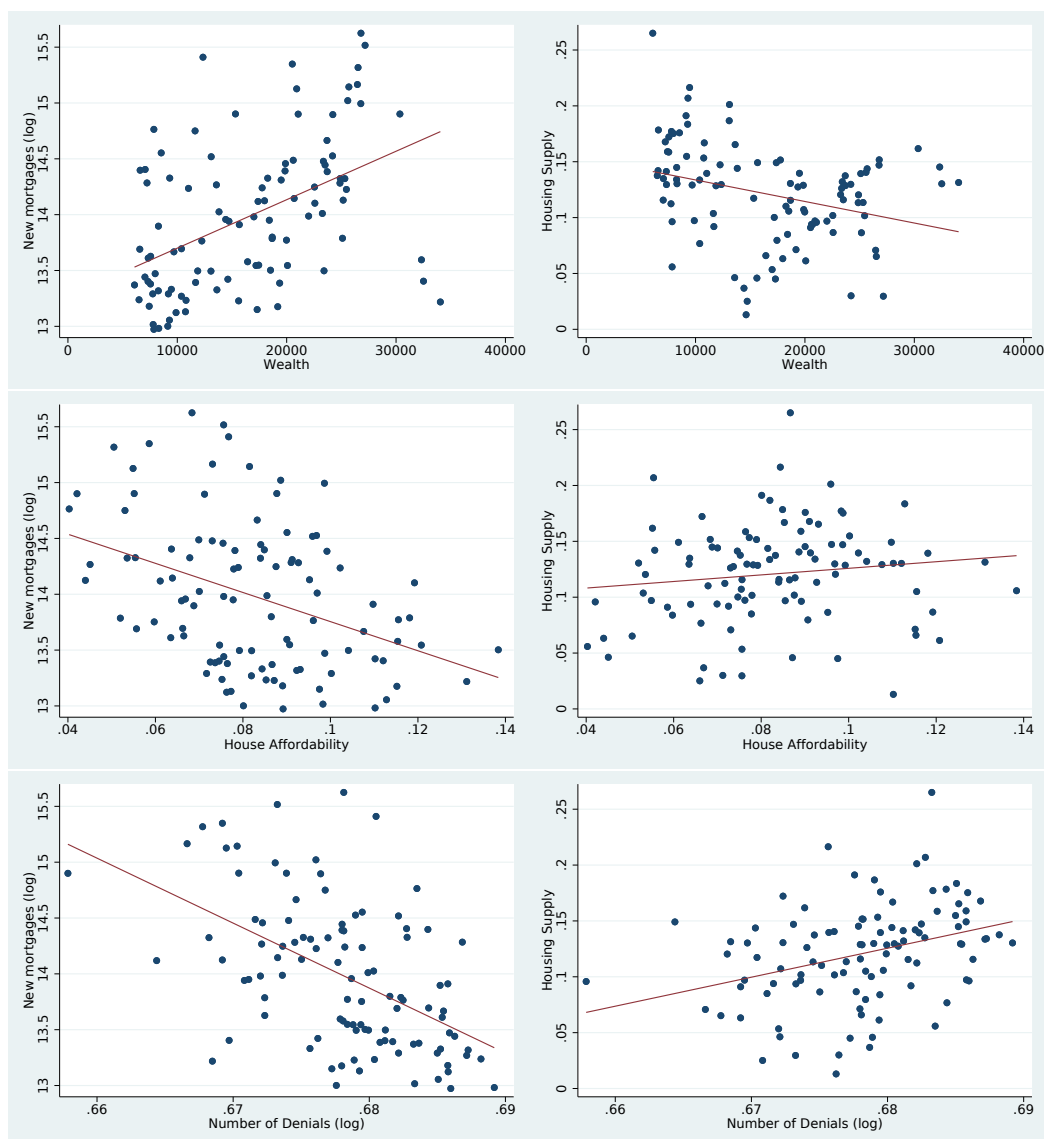 New mortgages (log)
15.5
15
14.5
14
13.5
13
0 10000 20000 30000 40000
Wealth
Housing Supply
.25
.2
.15
.1
.05
0
0 10000 20000 30000 40000
Wealth
New mortgages (log)
15.5
15
14.5
14
13.5
13
.04 .06 .08 .1 .12 .14
House Affordability
Housing Supply
.25
.2
.15
.1
.05
0
.04 .06 .08 .1 .12 .14
House Affordability
New mortgages (log)
15.5
15
14.5
14
13.5
13
.66 .67 .68 .69
Number of Denials (log)
Housing Supply
.25
.2
.15
.1
.05
0
.66 .67 .68 .69
Number of Denials (log)